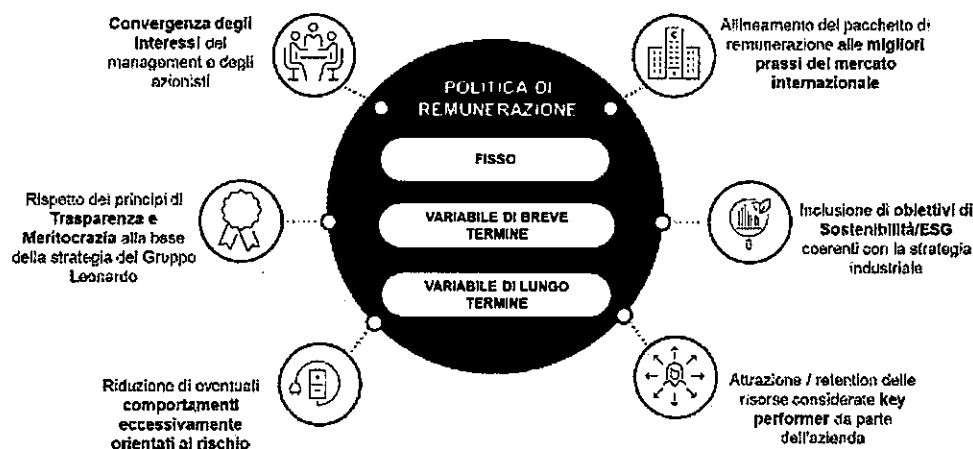 Convergenza degli
interessi del
management e degli
azionisti
Allineamento del pacchetto di
remunerazione alle migliori
prassi del mercato
internazionale
POLITICA DI
REMUNERAZIONE
FISSO
VARIABILE DI BREVE
TERMINE
VARIABILE DI LUNGO
TERMINE
Rispetto dei principi di
Trasparenza e
Meritocrazia alla base
della strategia del Gruppo
Leonardo
Inclusione di obiettivi di
Sostenibilità/ESG
coerenti con la strategia
industriale
Riduzione di eventuali
comportamenti
eccessivamente
orientati al rischio
Attrazione / retention delle
risorse considerate key
performer da parte
dell'azienda